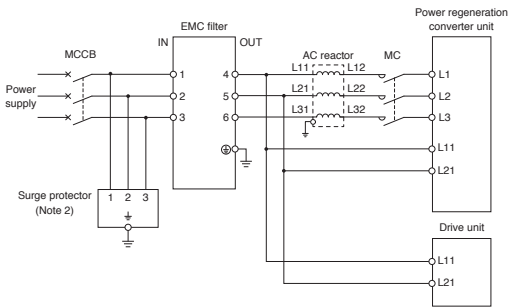 Power regeneration
converter unit
EMC filter
IN
OUT
MCCB
AC reactor
MC
L11
L12
1
4
L1
Power
supply
L21
L22
2
5
L2
L31
L32
3
6
L3
L11
L21
Surge protector
(Note 2)
1 2 3
Drive unit
L11
L21